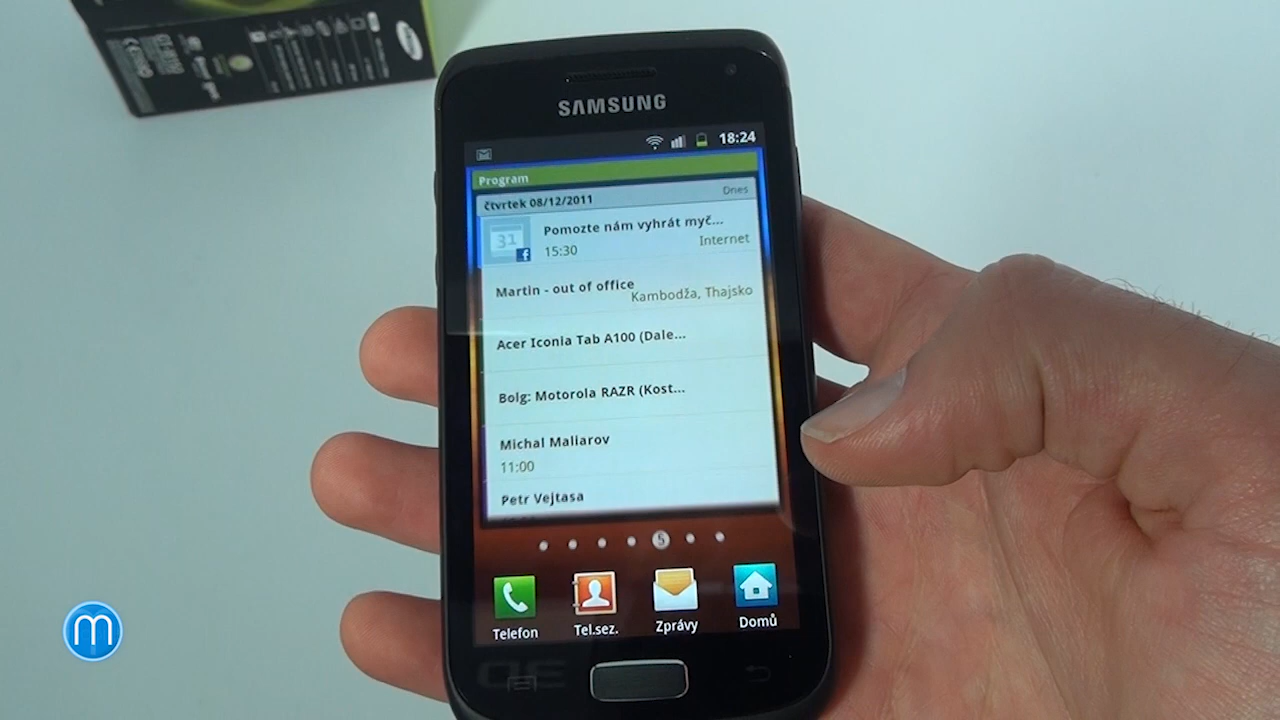 SAMSUNG
18:24
Program
čtvrtek 08/12/2011
Dnes
Pomozte nám vyhrát myč...
15:30
Internet
31
f
Martin - out of office
Kambodža, Thajsko
Acer Iconia Tab A100 (Dale...
Bolg: Motorola RAZR (Kost...
Michal Maliarov
11:00
Petr Vejtasa
5
Telefon
Tel.sez.
Zprávy
Domů
m